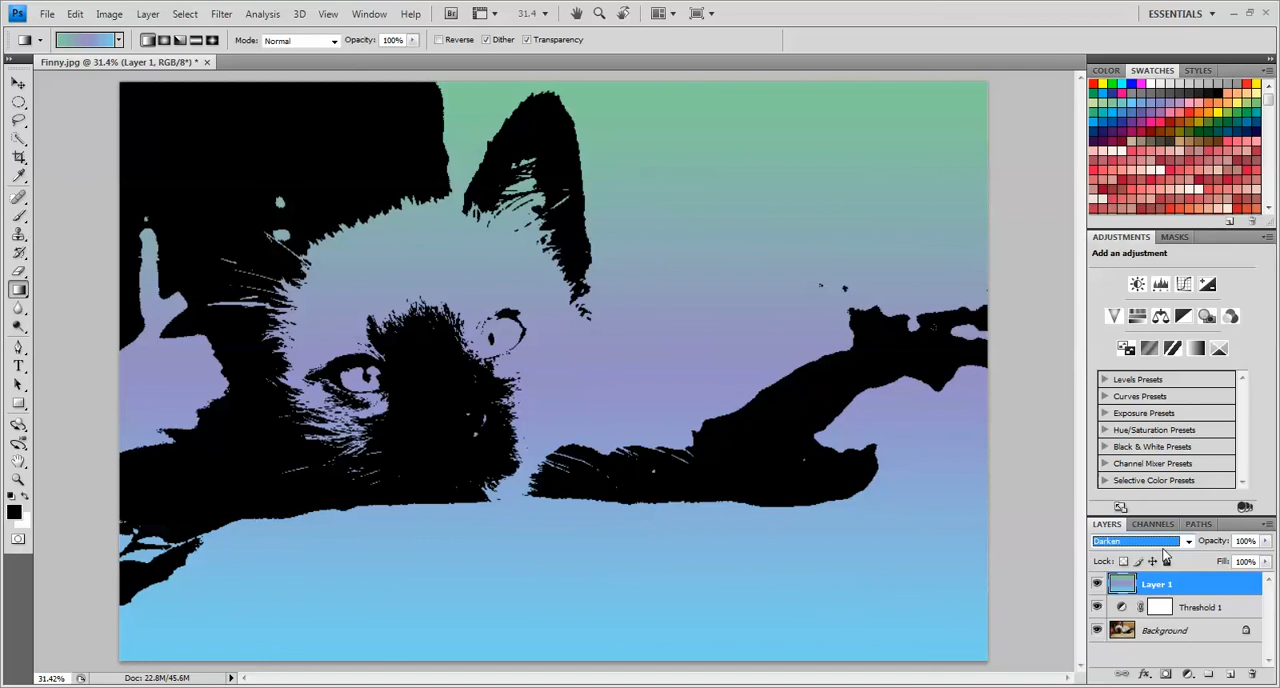 Ps File Edit Image Layer Select Filter Analysis 3D View Window Help Br 31.4 ESSENTIALS
Mode: Normal Opacity: 100% Reverse Dither Transparency
Finny.jpg @ 31.4% (Layer 1, RGB/8*) * ×
COLOR SWATCHES STYLES
ADJUSTMENTS MASKS
Add an adjustment
Levels Presets
Curves Presets
Exposure Presets
Hue/Saturation Presets
Black & White Presets
Channel Mixer Presets
Selective Color Presets
LAYERS CHANNELS PATHS
Darken Opacity: 100%
Lock: Fill: 100%
Layer 1
Threshold 1
Background
31.42% Doc: 22.8M/45.6M